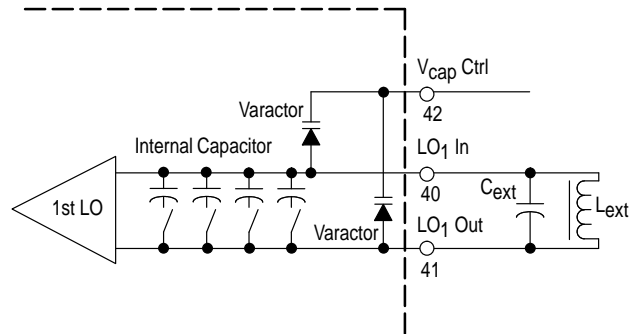 Vcap Ctrl
Varactor
42
Internal Capacitor
LO1 In
1st LO
40
Cext
Lext
Varactor
LO1 Out
41